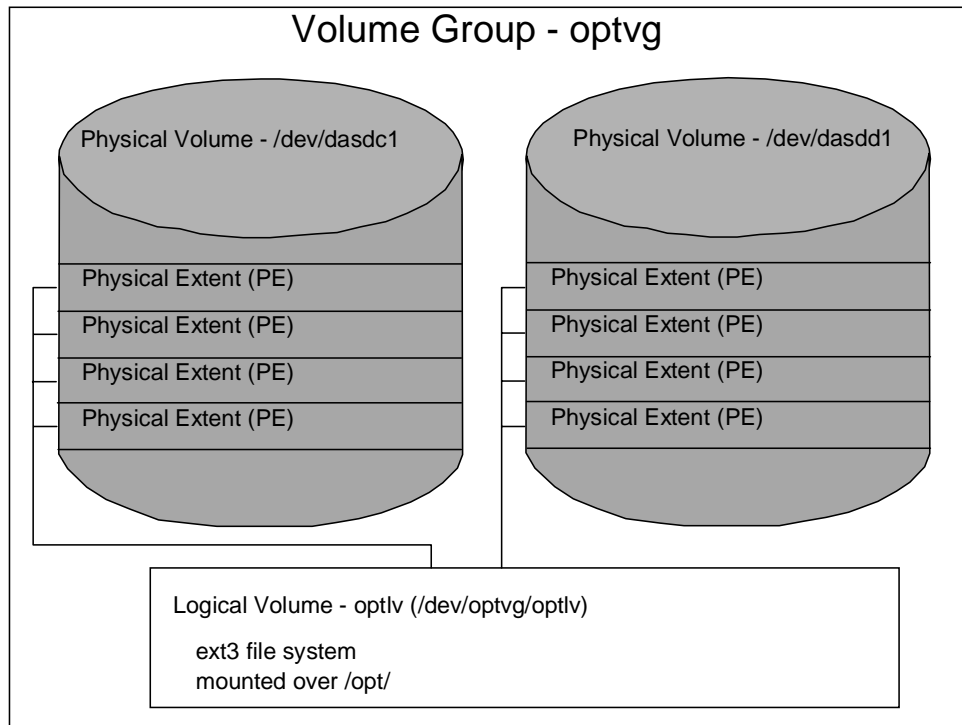 Volume Group - optvg
Physical Volume - /dev/dasdc1
Physical Extent (PE)
Physical Extent (PE)
Physical Extent (PE)
Physical Extent (PE)
Physical Volume - /dev/dasdd1
Physical Extent (PE)
Physical Extent (PE)
Physical Extent (PE)
Physical Extent (PE)
Logical Volume - optlv (/dev/optvg/optlv)
ext3 file system
mounted over /opt/